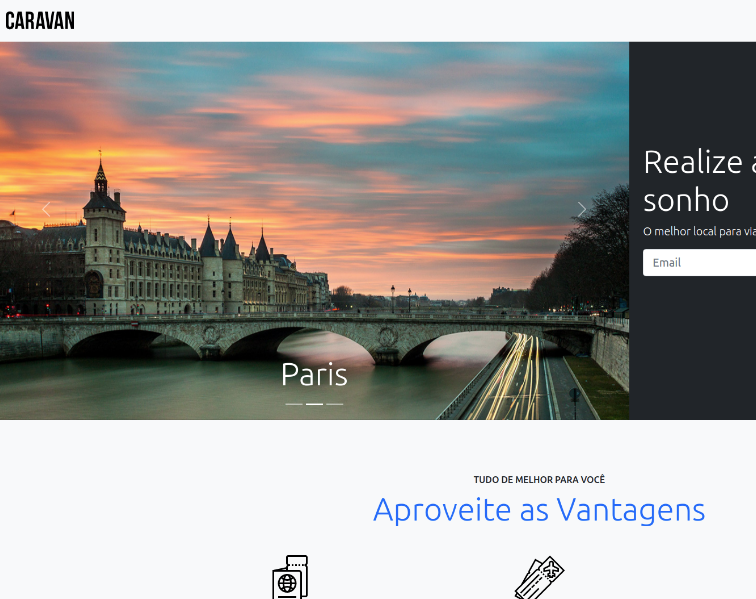 CARAVAN
Paris
Realize a
sonho
O melhor local para via
Email
TUDO DE MELHOR PARA VOCÊ
Aproveite as Vantagens